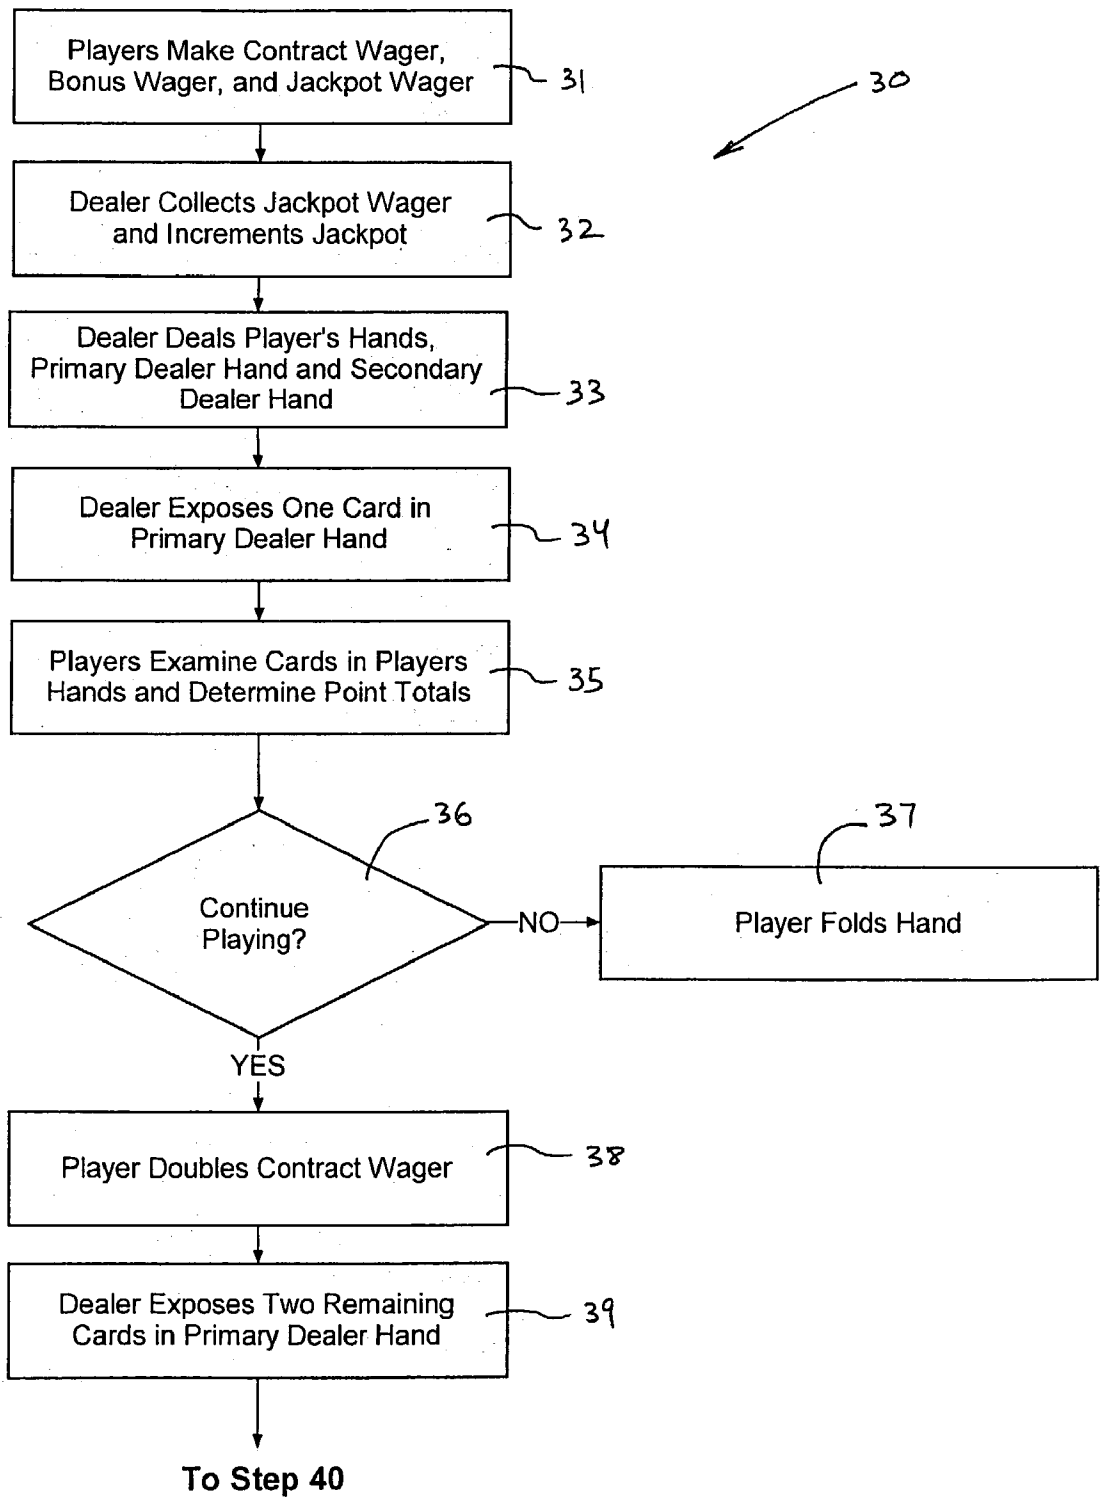 Players Make Contract Wager,
Bonus Wager, and Jackpot Wager
31
30
Dealer Collects Jackpot Wager
and Increments Jackpot
32
Dealer Deals Player's Hands,
Primary Dealer Hand and Secondary
Dealer Hand
33
Dealer Exposes One Card in
Primary Dealer Hand
34
Players Examine Cards in Players
Hands and Determine Point Totals
35
36
37
Continue
Playing?
NO
Player Folds Hand
YES
Player Doubles Contract Wager
38
Dealer Exposes Two Remaining
Cards in Primary Dealer Hand
39
To Step 40